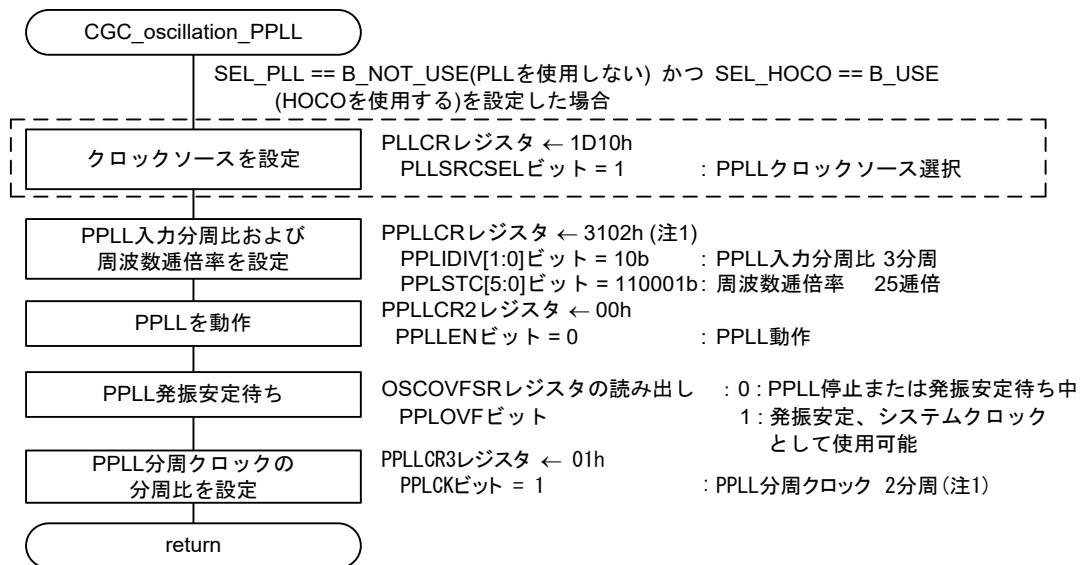 CGC_oscillation_PPLL
SEL_PLL == B_NOT_USE(PLLを使用しない) かつ SEL_HOCO == B_USE
(HOCOを使用する)を設定した場合
クロックソースを設定
PLLCRレジスタ ← 1D10h
PLLSRCSELビット = 1 : PPLLクロックソース選択
PPLL入力分周比および
周波数逓倍率を設定
PPLLCRレジスタ ← 3102h (注1)
PPLIDIV[1:0]ビット = 10b : PPLL入力分周比 3分周
PPLSTC[5:0]ビット = 110001b : 周波数逓倍率 25逓倍
PPLLを動作
PPLLCR2レジスタ ← 00h
PPLLENビット = 0 : PPLL動作
PPLL発振安定待ち
OSCOVFSRレジスタの読み出し : 0 : PPLL停止または発振安定待ち中
PPLOVFビット 1 : 発振安定、システムクロック
として使用可能
PPLL分周クロックの
分周比を設定
PPLLCR3レジスタ ← 01h
PPLCKビット = 1 : PPLL分周クロック 2分周(注1)
return